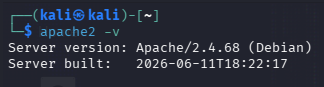 ┌──(kali㉿kali)-[~]
└─$ apache2 -v
Server version: Apache/2.4.68 (Debian)
Server built:   2026-06-11T18:22:17